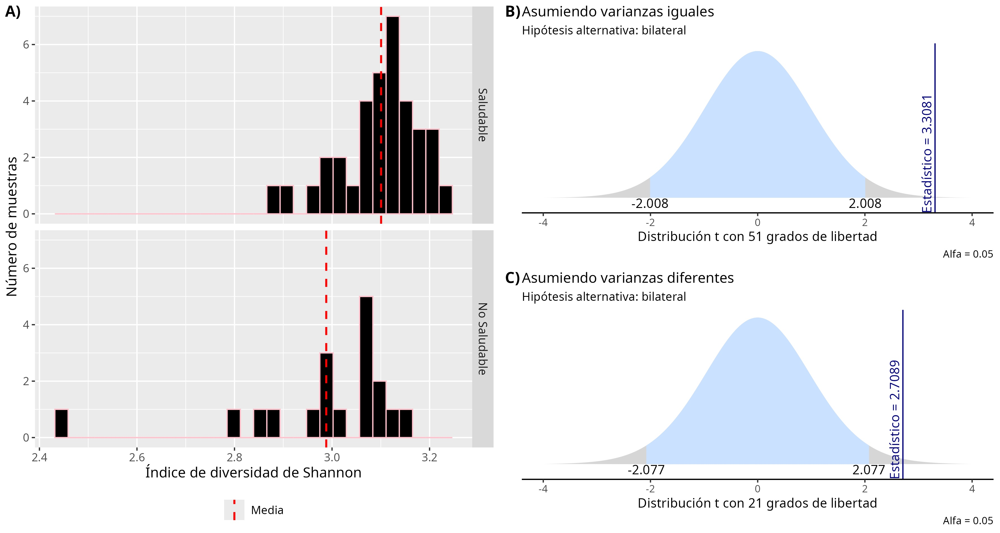 A)
Número de muestras
6
4
2
0
Saludable
6
4
2
0
No Saludable
2.4 2.6 2.8 3.0 3.2
Índice de diversidad de Shannon
Media
B) Asumiendo varianzas iguales
Hipótesis alternativa: bilateral
Estadístico = 3.3081
-2.008 2.008
-4 -2 0 2 4
Distribución t con 51 grados de libertad
Alfa = 0.05
C) Asumiendo varianzas diferentes
Hipótesis alternativa: bilateral
Estadístico = 2.7089
-2.077 2.077
-4 -2 0 2 4
Distribución t con 21 grados de libertad
Alfa = 0.05